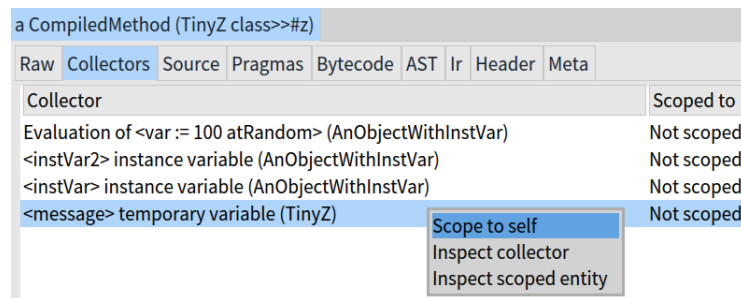 a CompiledMethod (TinyZ class>>#z)
Raw Collectors Source Pragmas Bytecode AST Ir Header Meta
Collector Scoped to
Evaluation of <var := 100 atRandom> (AnObjectWithInstVar) Not scoped
<instVar2> instance variable (AnObjectWithInstVar) Not scoped
<instVar> instance variable (AnObjectWithInstVar) Not scoped
<message> temporary variable (TinyZ) Not scoped
Scope to self
Inspect collector
Inspect scoped entity